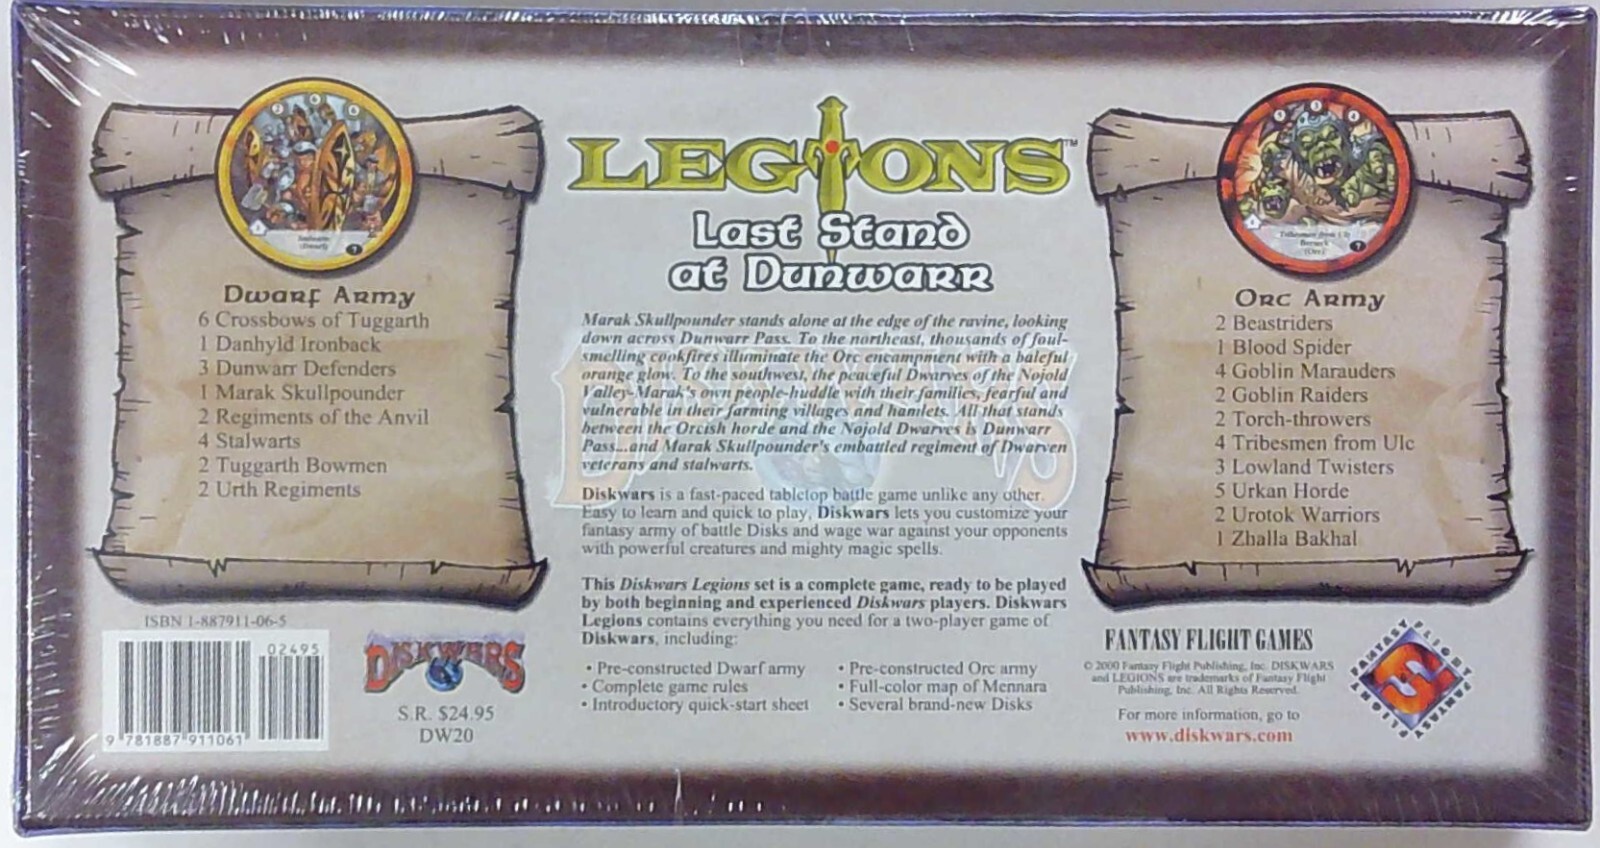 Dwarf Army
6 Crossbows of Tuggarth
1 Danhyld Ironback
3 Dunwarr Defenders
1 Marak Skullpounder
2 Regiments of the Anvil
4 Stalwarts
2 Tuggarth Bowmen
2 Urth Regiments
ISBN 1-887911-06-5
02495
9 781887 911061
DISKWARS
S.R. $24.95
DW20
LEGIONS™
Last Stand
at Dunwarr
Marak Skullpounder stands alone at the edge of the ravine, looking
down across Dunwarr Pass. To the northeast, thousands of foul-
smelling cookfires illuminate the Orc encampment with a baleful
orange glow. To the southwest, the peaceful Dwarves of the Nojold
Valley-Marak's own people-huddle with their families, fearful and
vulnerable in their farming villages and hamlets. All that stands
between the Orcish horde and the Nojold Dwarves is Dunwarr
Pass...and Marak Skullpounder's embattled regiment of Dwarven
veterans and stalwarts.
Diskwars is a fast-paced tabletop battle game unlike any other.
Easy to learn and quick to play, Diskwars lets you customize your
fantasy army of battle Disks and wage war against your opponents
with powerful creatures and mighty magic spells.
This Diskwars Legions set is a complete game, ready to be played
by both beginning and experienced Diskwars players. Diskwars
Legions contains everything you need for a two-player game of
Diskwars, including:
• Pre-constructed Dwarf army
• Complete game rules
• Introductory quick-start sheet
• Pre-constructed Orc army
• Full-color map of Mennara
• Several brand-new Disks
Tribesmen from Ulc
(Orc)
Orc Army
2 Beastriders
1 Blood Spider
4 Goblin Marauders
2 Goblin Raiders
2 Torch-throwers
4 Tribesmen from Ulc
3 Lowland Twisters
5 Urkan Horde
2 Urotok Warriors
1 Zhalla Bakhal
FANTASY FLIGHT GAMES
© 2000 Fantasy Flight Publishing, Inc. DISKWARS
and LEGIONS are trademarks of Fantasy Flight
Publishing, Inc. All Rights Reserved.
For more information, go to
www.diskwars.com
FANTASY FLIGHT
FANTASY FLIGHT